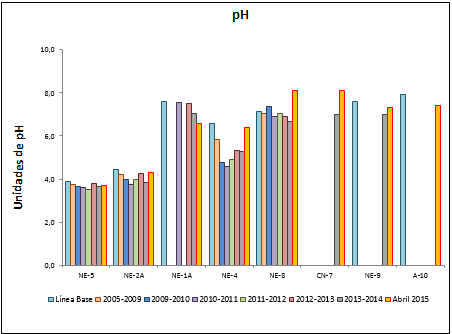 pH
Unidades de pH
10,0
8,0
6,0
4,0
2,0
0,0
NE-5 NE-2A NE-1A NE-4 NE-8 CN-7 NE-9 A-10
Línea Base 2005-2009 2009-2010 2010-2011 2011-2012 2012-2013 2013-2014 Abril 2015